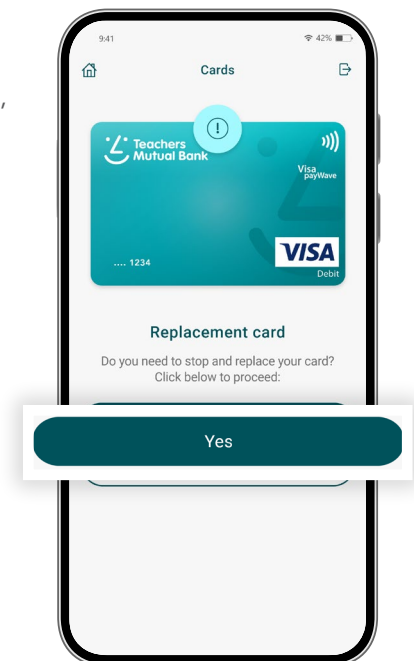 9:41
42%
Cards
,
Teachers
Mutual Bank
Visa
payWave
.... 1234
VISA
Debit
Replacement card
Do you need to stop and replace your card?
Click below to proceed:
Yes